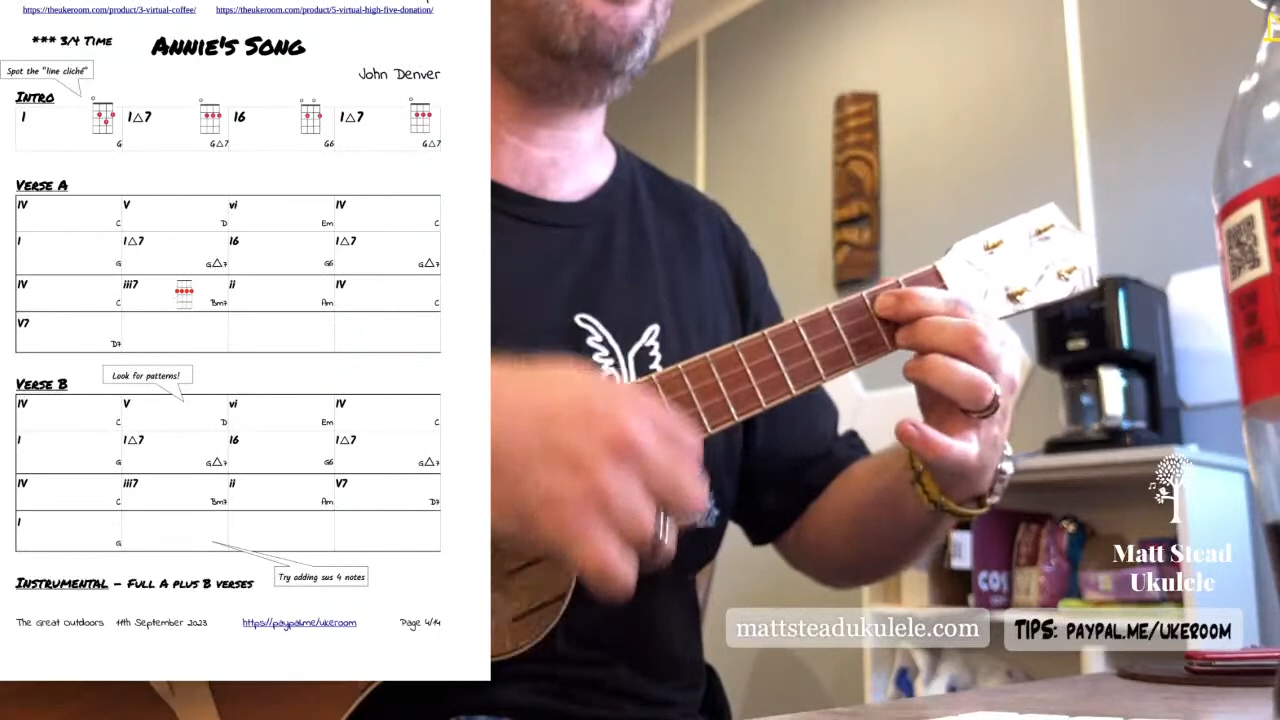 https://theukeroom.com/product/3-virtual-coffee/ https://theukeroom.com/product/5-virtual-high-five-donation/
*** 3/4 Time
Annie's Song
Spot the "line cliché"
John Denver
Intro
I I△7 I6 I△7
G G△7 G6 G△7
Verse A
IV V vi IV
C D Em C
I I△7 I6 I△7
G G△7 G6 G△7
IV iii7 ii IV
C Bm7 Am C
V7
D7
Look for patterns!
Verse B
IV V vi IV
C D Em C
I I△7 I6 I△7
G G△7 G6 G△7
IV iii7 ii V7
C Bm7 Am D7
I
G
Try adding sus 4 notes
Instrumental – Full A plus B verses
The Great Outdoors 11th September 2023 https://paypal.me/ukeroom Page 4/14
COS
Matt Stead
Ukulele
mattsteadukulele.com
TIPS: PAYPAL.ME/UKEROOM